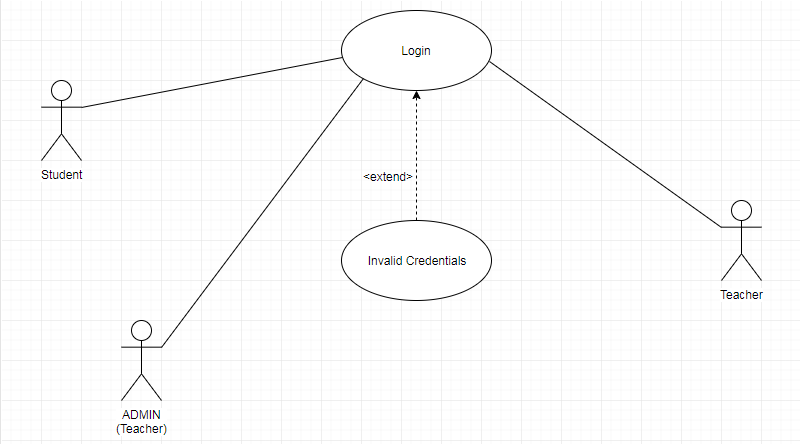 Login
Student
<extend>
Invalid Credentials
Teacher
ADMIN
(Teacher)